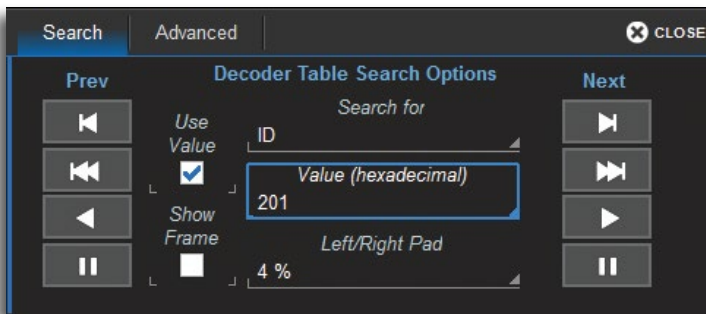 Search Advanced CLOSE
Prev Decoder Table Search Options Next
Search for
Use
Value
ID
Value (hexadecimal)
201
Show
Frame
Left/Right Pad
4 %